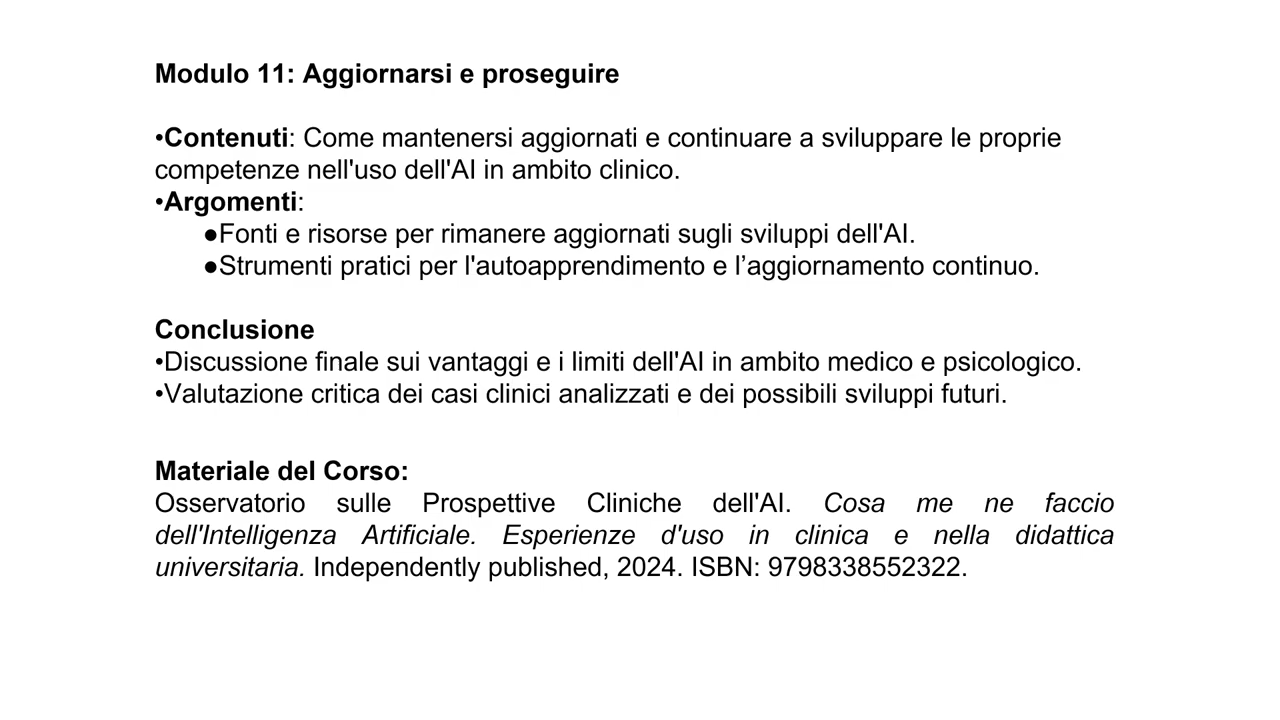 Modulo 11: Aggiornarsi e proseguire
•Contenuti: Come mantenersi aggiornati e continuare a sviluppare le proprie
competenze nell'uso dell'AI in ambito clinico.
•Argomenti:
●Fonti e risorse per rimanere aggiornati sugli sviluppi dell'AI.
●Strumenti pratici per l'autoapprendimento e l’aggiornamento continuo.
Conclusione
•Discussione finale sui vantaggi e i limiti dell'AI in ambito medico e psicologico.
•Valutazione critica dei casi clinici analizzati e dei possibili sviluppi futuri.
Materiale del Corso:
Osservatorio sulle Prospettive Cliniche dell'AI. Cosa me ne faccio
dell'Intelligenza Artificiale. Esperienze d'uso in clinica e nella didattica
universitaria. Independently published, 2024. ISBN: 9798338552322.